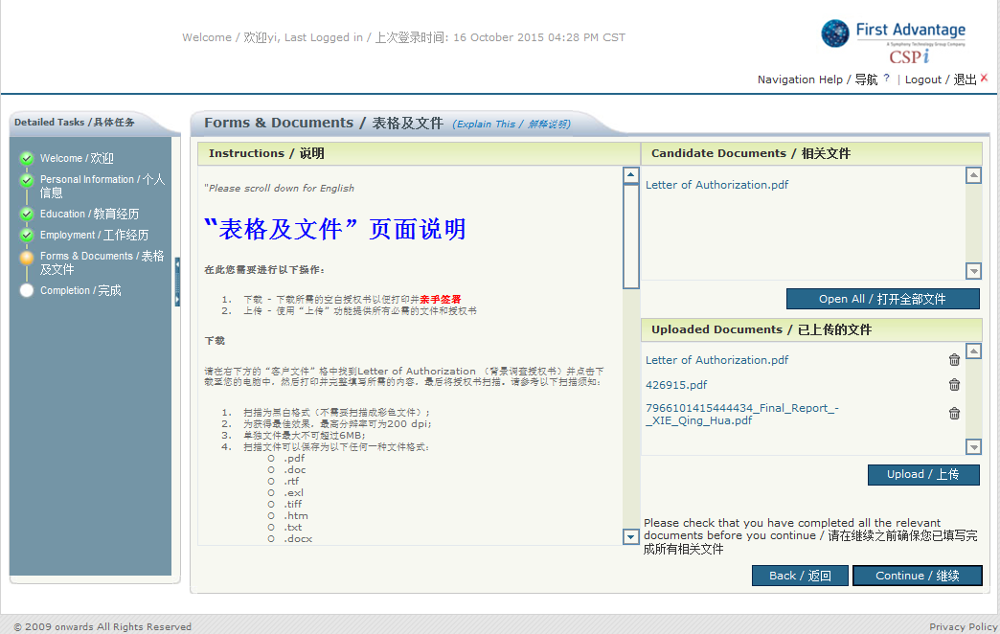 Welcome / 欢迎yi, Last Logged in / 上次登录时间: 16 October 2015 04:28 PM CST
First Advantage
A Symphony Technology Group Company
CSPi
Navigation Help / 导航 ? | Logout / 退出 X
Detailed Tasks /具体任务
Welcome / 欢迎
Personal Information / 个人
信息
Education / 教育经历
Employment / 工作经历
Forms & Documents / 表格
及文件
Completion / 完成
Forms & Documents / 表格及文件 (Explain This / 解释说明)
Instructions / 说明
"Please scroll down for English
“表格及文件”页面说明
在此您需要进行以下操作:
1. 下载 - 下载所需的空白授权书以便打印并亲手签署
2. 上传 - 使用“上传”功能提供所有必需的文件和授权书
下载
请在右下方的“客户文件”格中找到Letter of Authorization （背景调查授权书）并点击下
载至您的电脑中，然后打印并完整填写所需的内容，最后将授权书扫描。请参考以下扫描须知:
1. 扫描为黑白格式（不需要扫描成彩色文件）;
2. 为获得最佳效果，最高分辨率可为200 dpi;
3. 单独文件最大不可超过6MB;
4. 扫描文件可以保存为以下任何一种文件格式:
O .pdf
O .doc
O .rtf
O .exl
O .tiff
O .htm
O .txt
O .docx
Candidate Documents / 相关文件
Letter of Authorization.pdf
Open All / 打开全部文件
Uploaded Documents / 已上传的文件
Letter of Authorization.pdf
426915.pdf
7966101415444434_Final_Report_-
_XIE_Qing_Hua.pdf
Upload / 上传
Please check that you have completed all the relevant
documents before you continue / 请在继续之前确保您已填写完
成所有相关文件
Back / 返回
Continue / 继续
© 2009 onwards All Rights Reserved
Privacy Policy